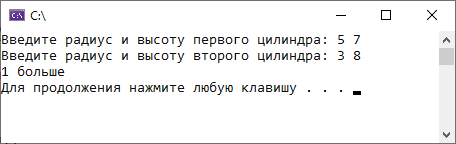 C:\
Введите радиус и высоту первого цилиндра: 5 7
Введите радиус и высоту второго цилиндра: 3 8
1 больше
Для продолжения нажмите любую клавишу . . .